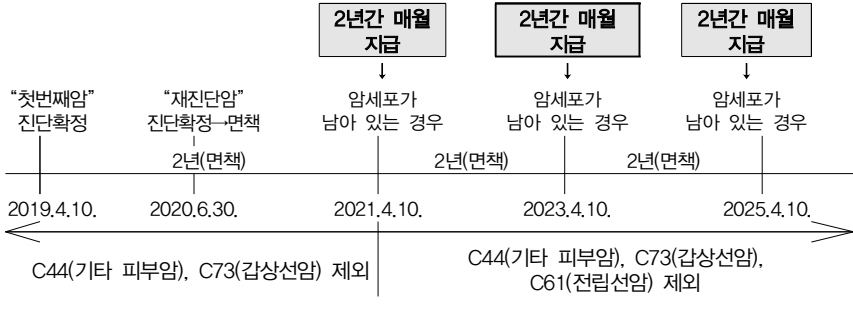 2년간 매월
지급
2년간 매월
지급
2년간 매월
지급
↓
↓
↓
“첫번째암”
진단확정
“재진단암”
진단확정→면책
암세포가
남아 있는 경우
암세포가
남아 있는 경우
암세포가
남아 있는 경우
2년(면책)
2년(면책)
2년(면책)
2019.4.10.
2020.6.30.
2021.4.10.
2023.4.10.
2025.4.10.
C44(기타 피부암), C73(갑상선암) 제외
C44(기타 피부암), C73(갑상선암),
C61(전립선암) 제외